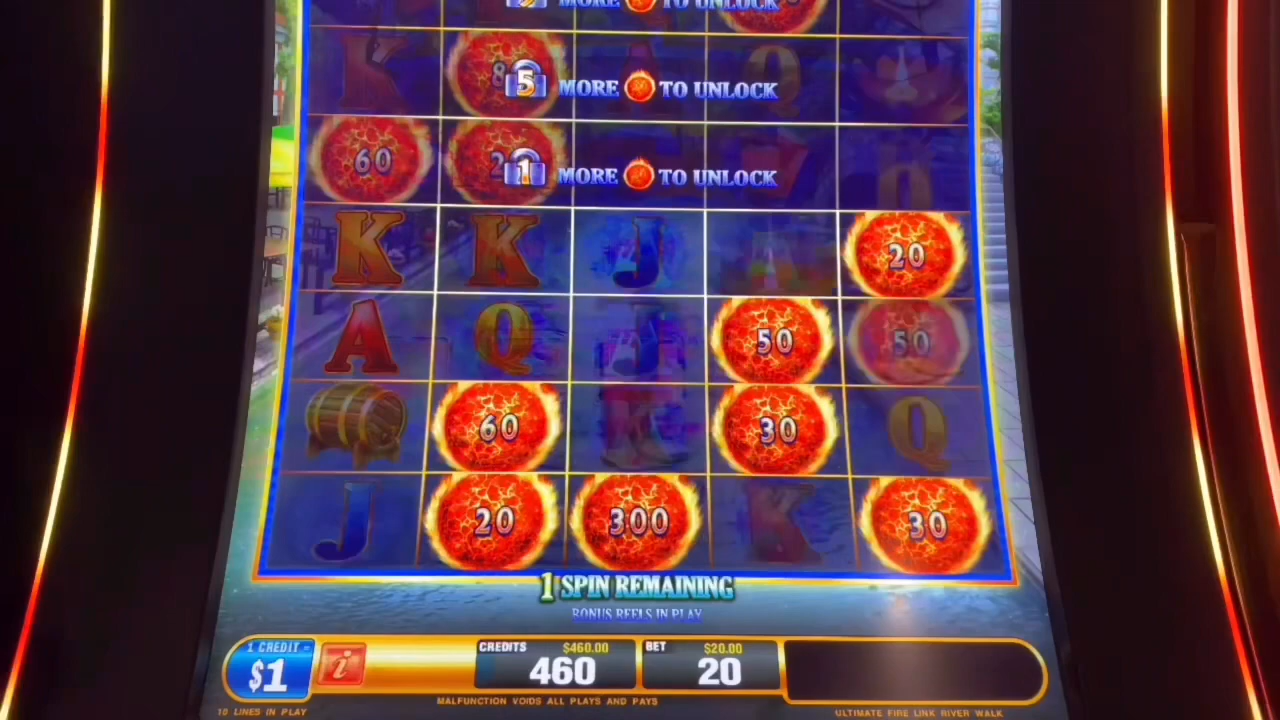 MORE TO UNLOCK
K 8 5 MORE TO UNLOCK Q
60 2 1 MORE TO UNLOCK
K K J A 20
A Q J 50 50
60 K 30 Q
J 20 300 K 30
1 SPIN REMAINING
BONUS REELS IN PLAY
1 CREDIT =
$1
i
CREDITS $460.00
460
BET $20.00
20
MALFUNCTION VOIDS ALL PLAYS AND PAYS
10 LINES IN PLAY
ULTIMATE FIRE LINK RIVER WALK